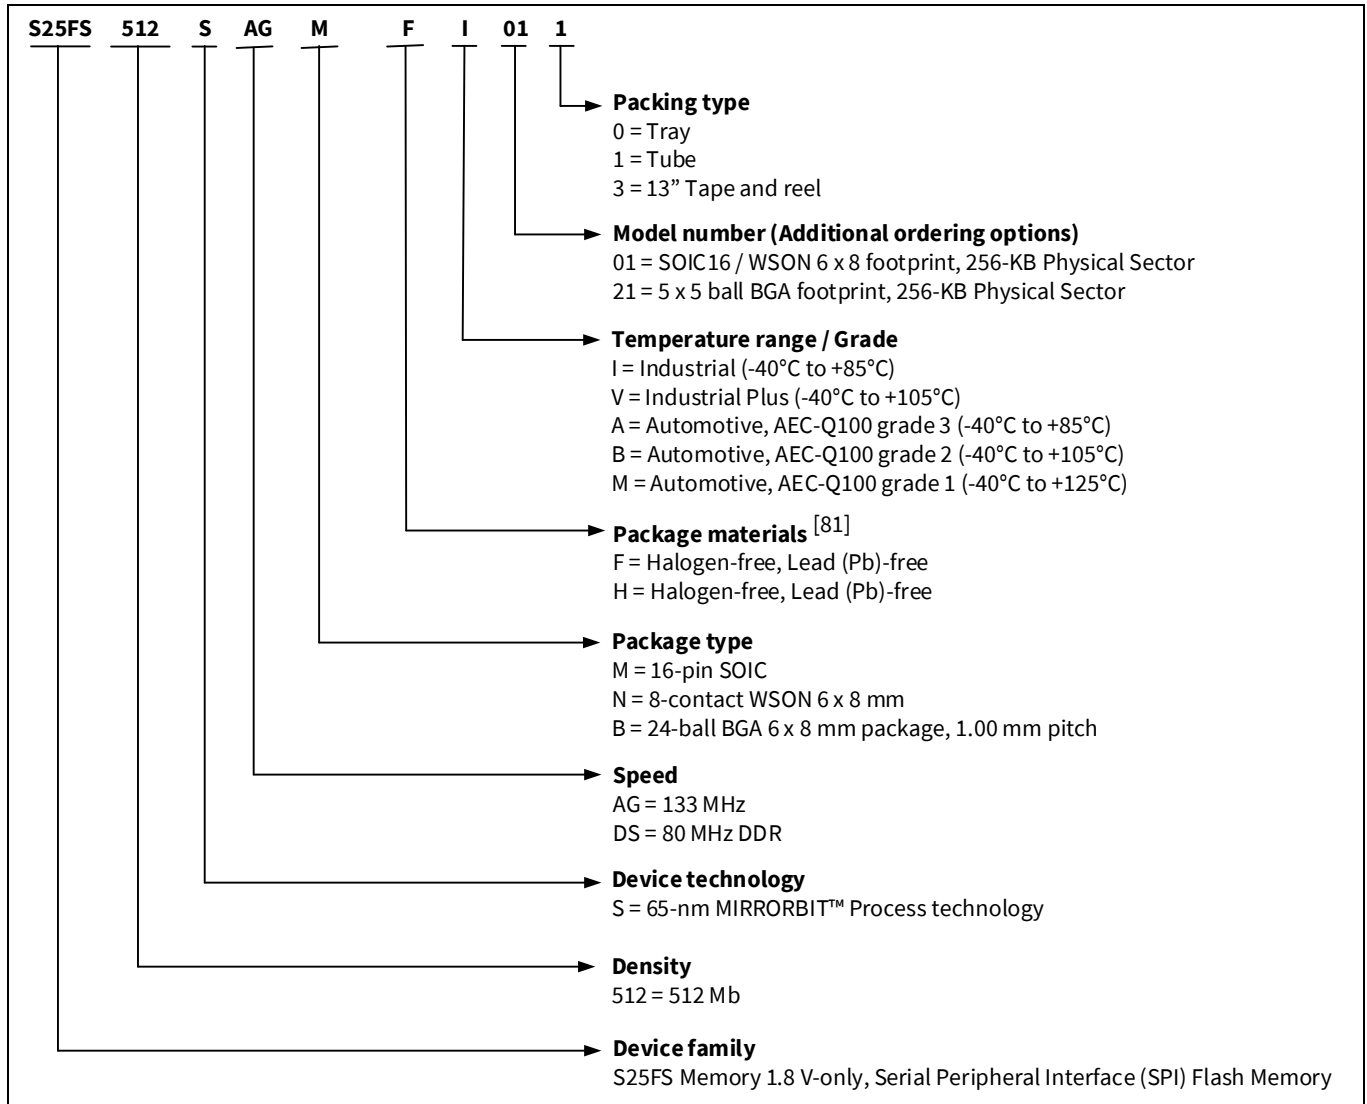 S25FS 512 S AG M F I 01 1
Packing type
0 = Tray
1 = Tube
3 = 13” Tape and reel
Model number (Additional ordering options)
01 = SOIC16 / WSON 6 x 8 footprint, 256-KB Physical Sector
21 = 5 x 5 ball BGA footprint, 256-KB Physical Sector
Temperature range / Grade
I = Industrial (-40°C to +85°C)
V = Industrial Plus (-40°C to +105°C)
A = Automotive, AEC-Q100 grade 3 (-40°C to +85°C)
B = Automotive, AEC-Q100 grade 2 (-40°C to +105°C)
M = Automotive, AEC-Q100 grade 1 (-40°C to +125°C)
Package materials [81]
F = Halogen-free, Lead (Pb)-free
H = Halogen-free, Lead (Pb)-free
Package type
M = 16-pin SOIC
N = 8-contact WSON 6 x 8 mm
B = 24-ball BGA 6 x 8 mm package, 1.00 mm pitch
Speed
AG = 133 MHz
DS = 80 MHz DDR
Device technology
S = 65-nm MIRRORBIT™ Process technology
Density
512 = 512 Mb
Device family
S25FS Memory 1.8 V-only, Serial Peripheral Interface (SPI) Flash Memory